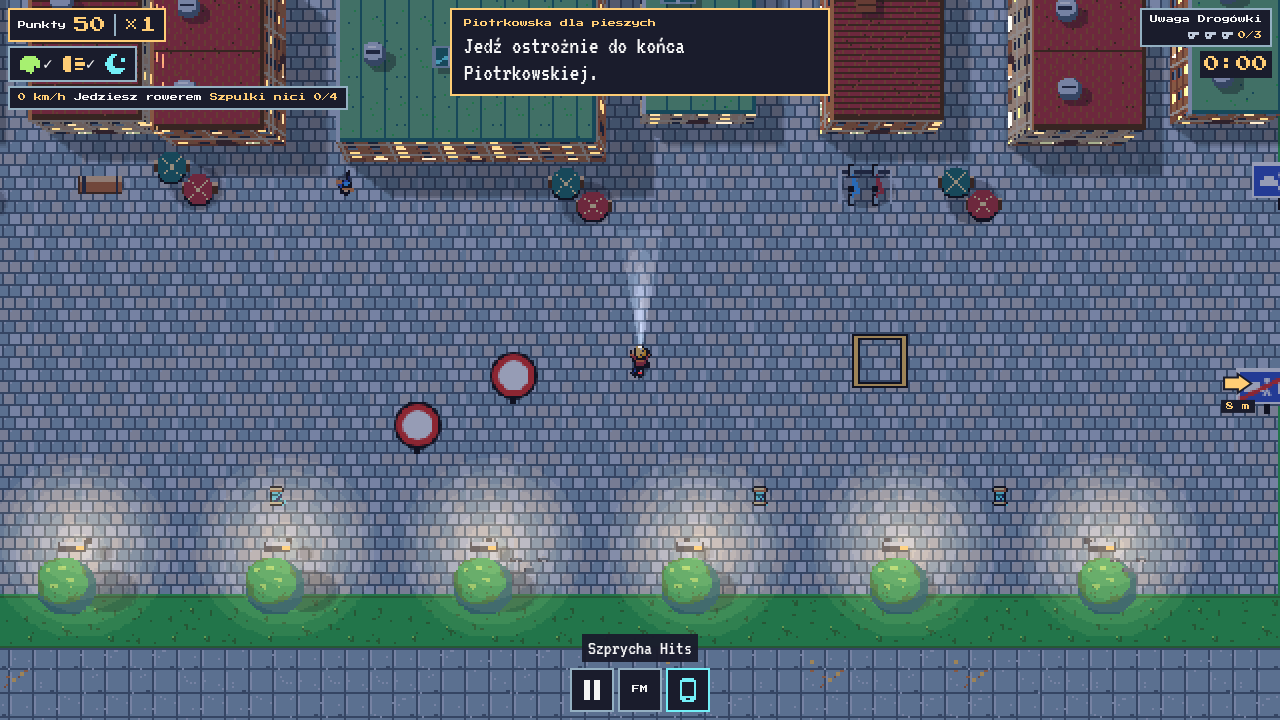 Punkty 50 | ×1
Piotrkowska dla pieszych
Jedź ostrożnie do końca
Piotrkowskiej.
Uwaga Drogówki
0/3
0:00
0 km/h Jedziesz rowerem Szpulki nici 0/4
8 m
Szprycha Hits
FM